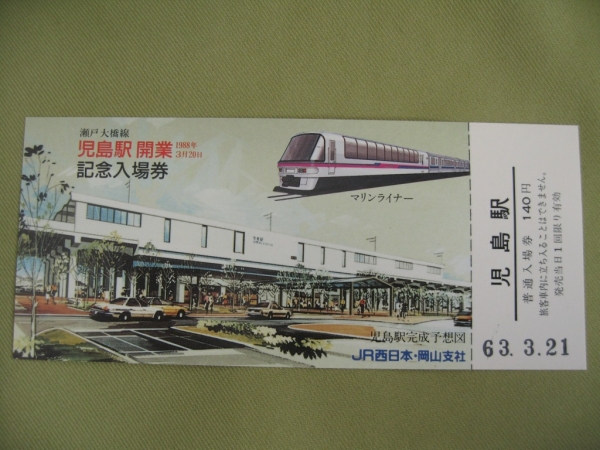 瀬戸大橋線
児島駅 開業 1988年
3月20日
記念入場券
マリンライナー
児島駅完成予想図
JR西日本・岡山支社
児島駅
普通入場券 140円
旅客車内に立ち入ることはできません。
発売当日1回限り有効
63. 3.21